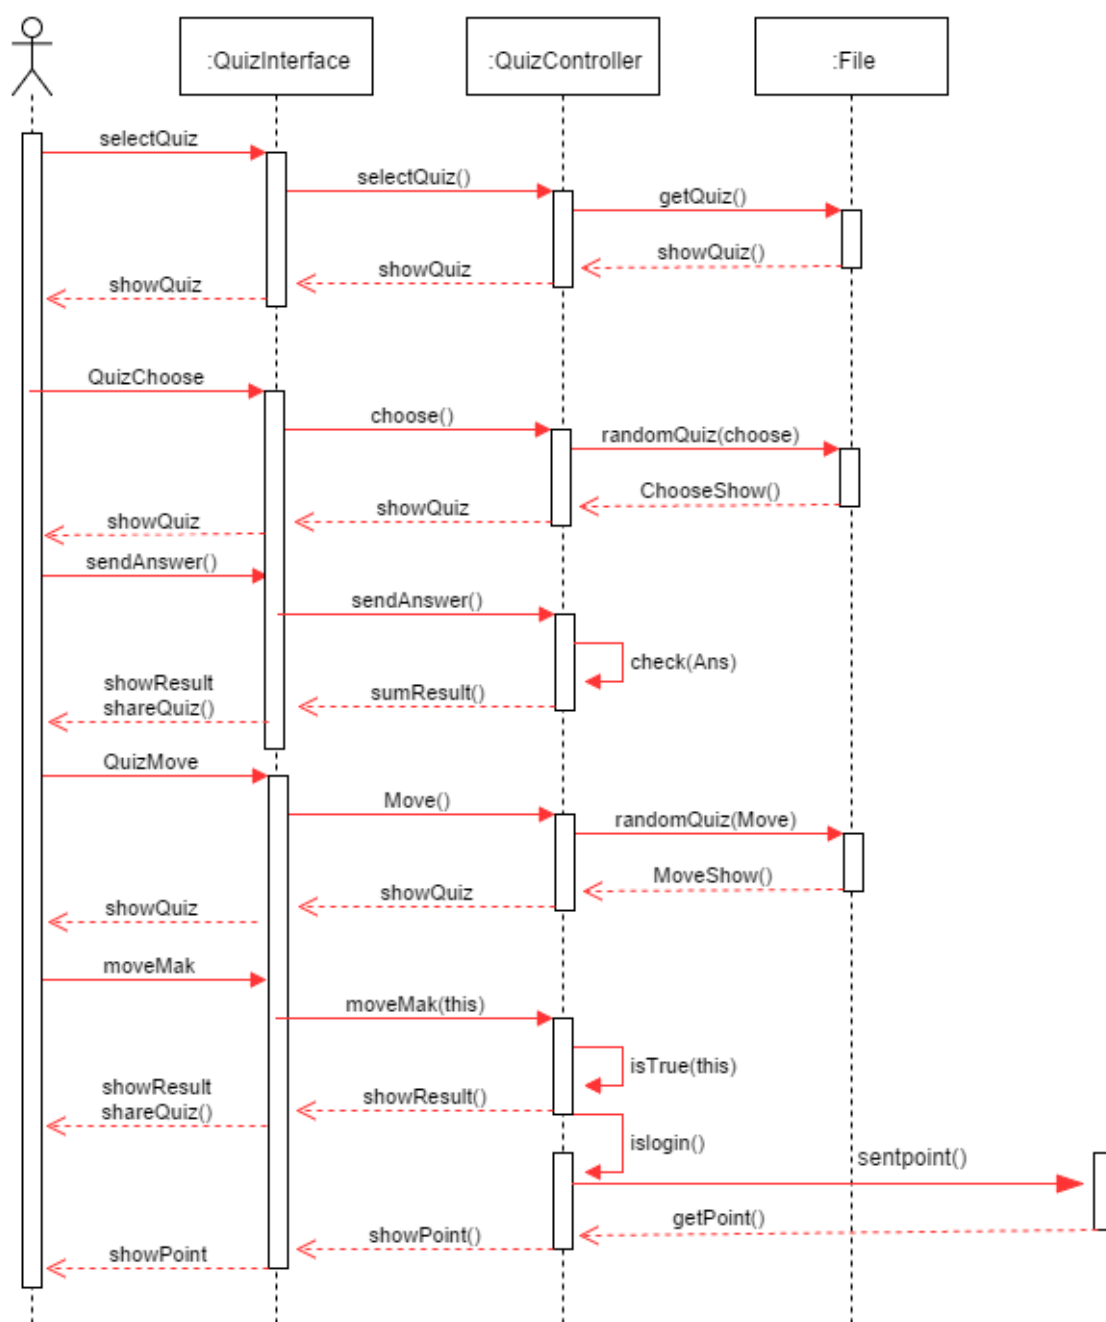 :QuizInterface
:QuizController
:File
selectQuiz
selectQuiz()
getQuiz()
showQuiz()
showQuiz
showQuiz
QuizChoose
choose()
randomQuiz(choose)
ChooseShow()
showQuiz
showQuiz
sendAnswer()
sendAnswer()
check(Ans)
sumResult()
showResult
shareQuiz()
QuizMove
Move()
randomQuiz(Move)
MoveShow()
showQuiz
showQuiz
moveMak
moveMak(this)
isTrue(this)
showResult()
showResult
shareQuiz()
islogin()
sentpoint()
getPoint()
showPoint()
showPoint